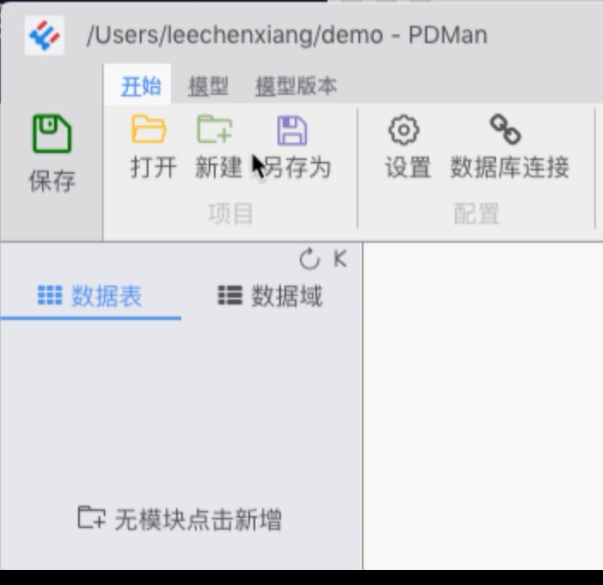 /Users/leechenxiang/demo - PDMan
开始 模型 模型版本
保存 打开 新建 另存为 设置 数据库连接
项目 配置
数据表 数据域
无模块点击新增